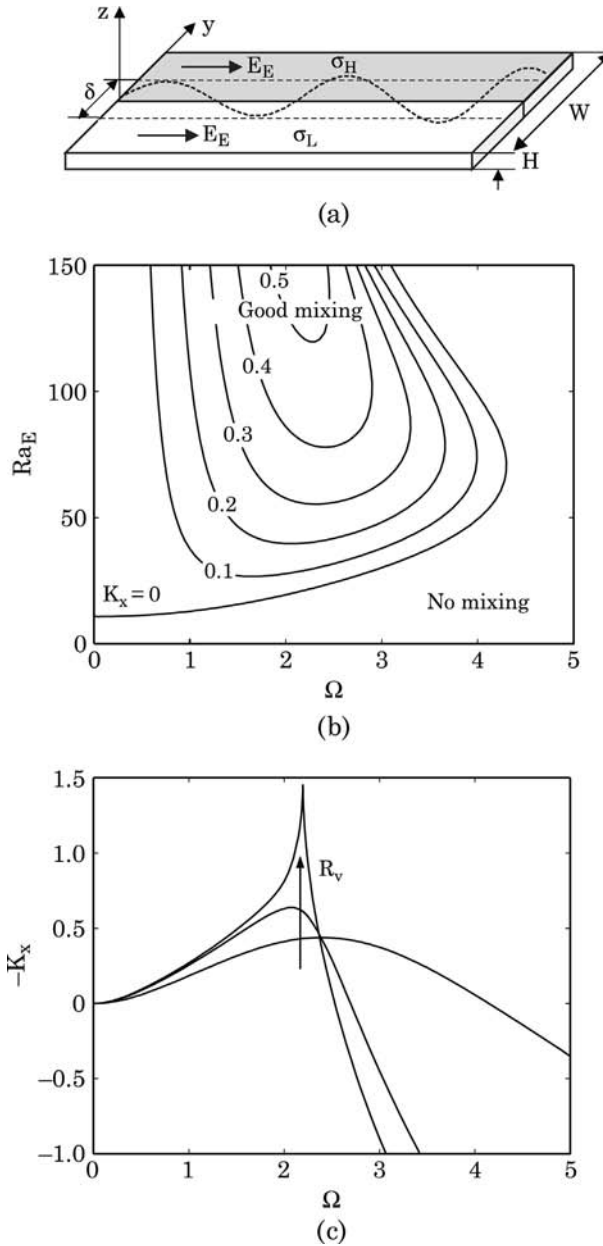 z
y
E_E
σ_H
δ
E_E
σ_L
W
H
(a)
150
0.5
Good mixing
100
0.4
Ra_E
0.3
50
0.2
0.1
K_x = 0
No mixing
0
0 1 2 3 4 5
Ω
(b)
1.5
1.0
R_v
0.5
−K_x
0
−0.5
−1.0
0 1 2 3 4 5
Ω
(c)